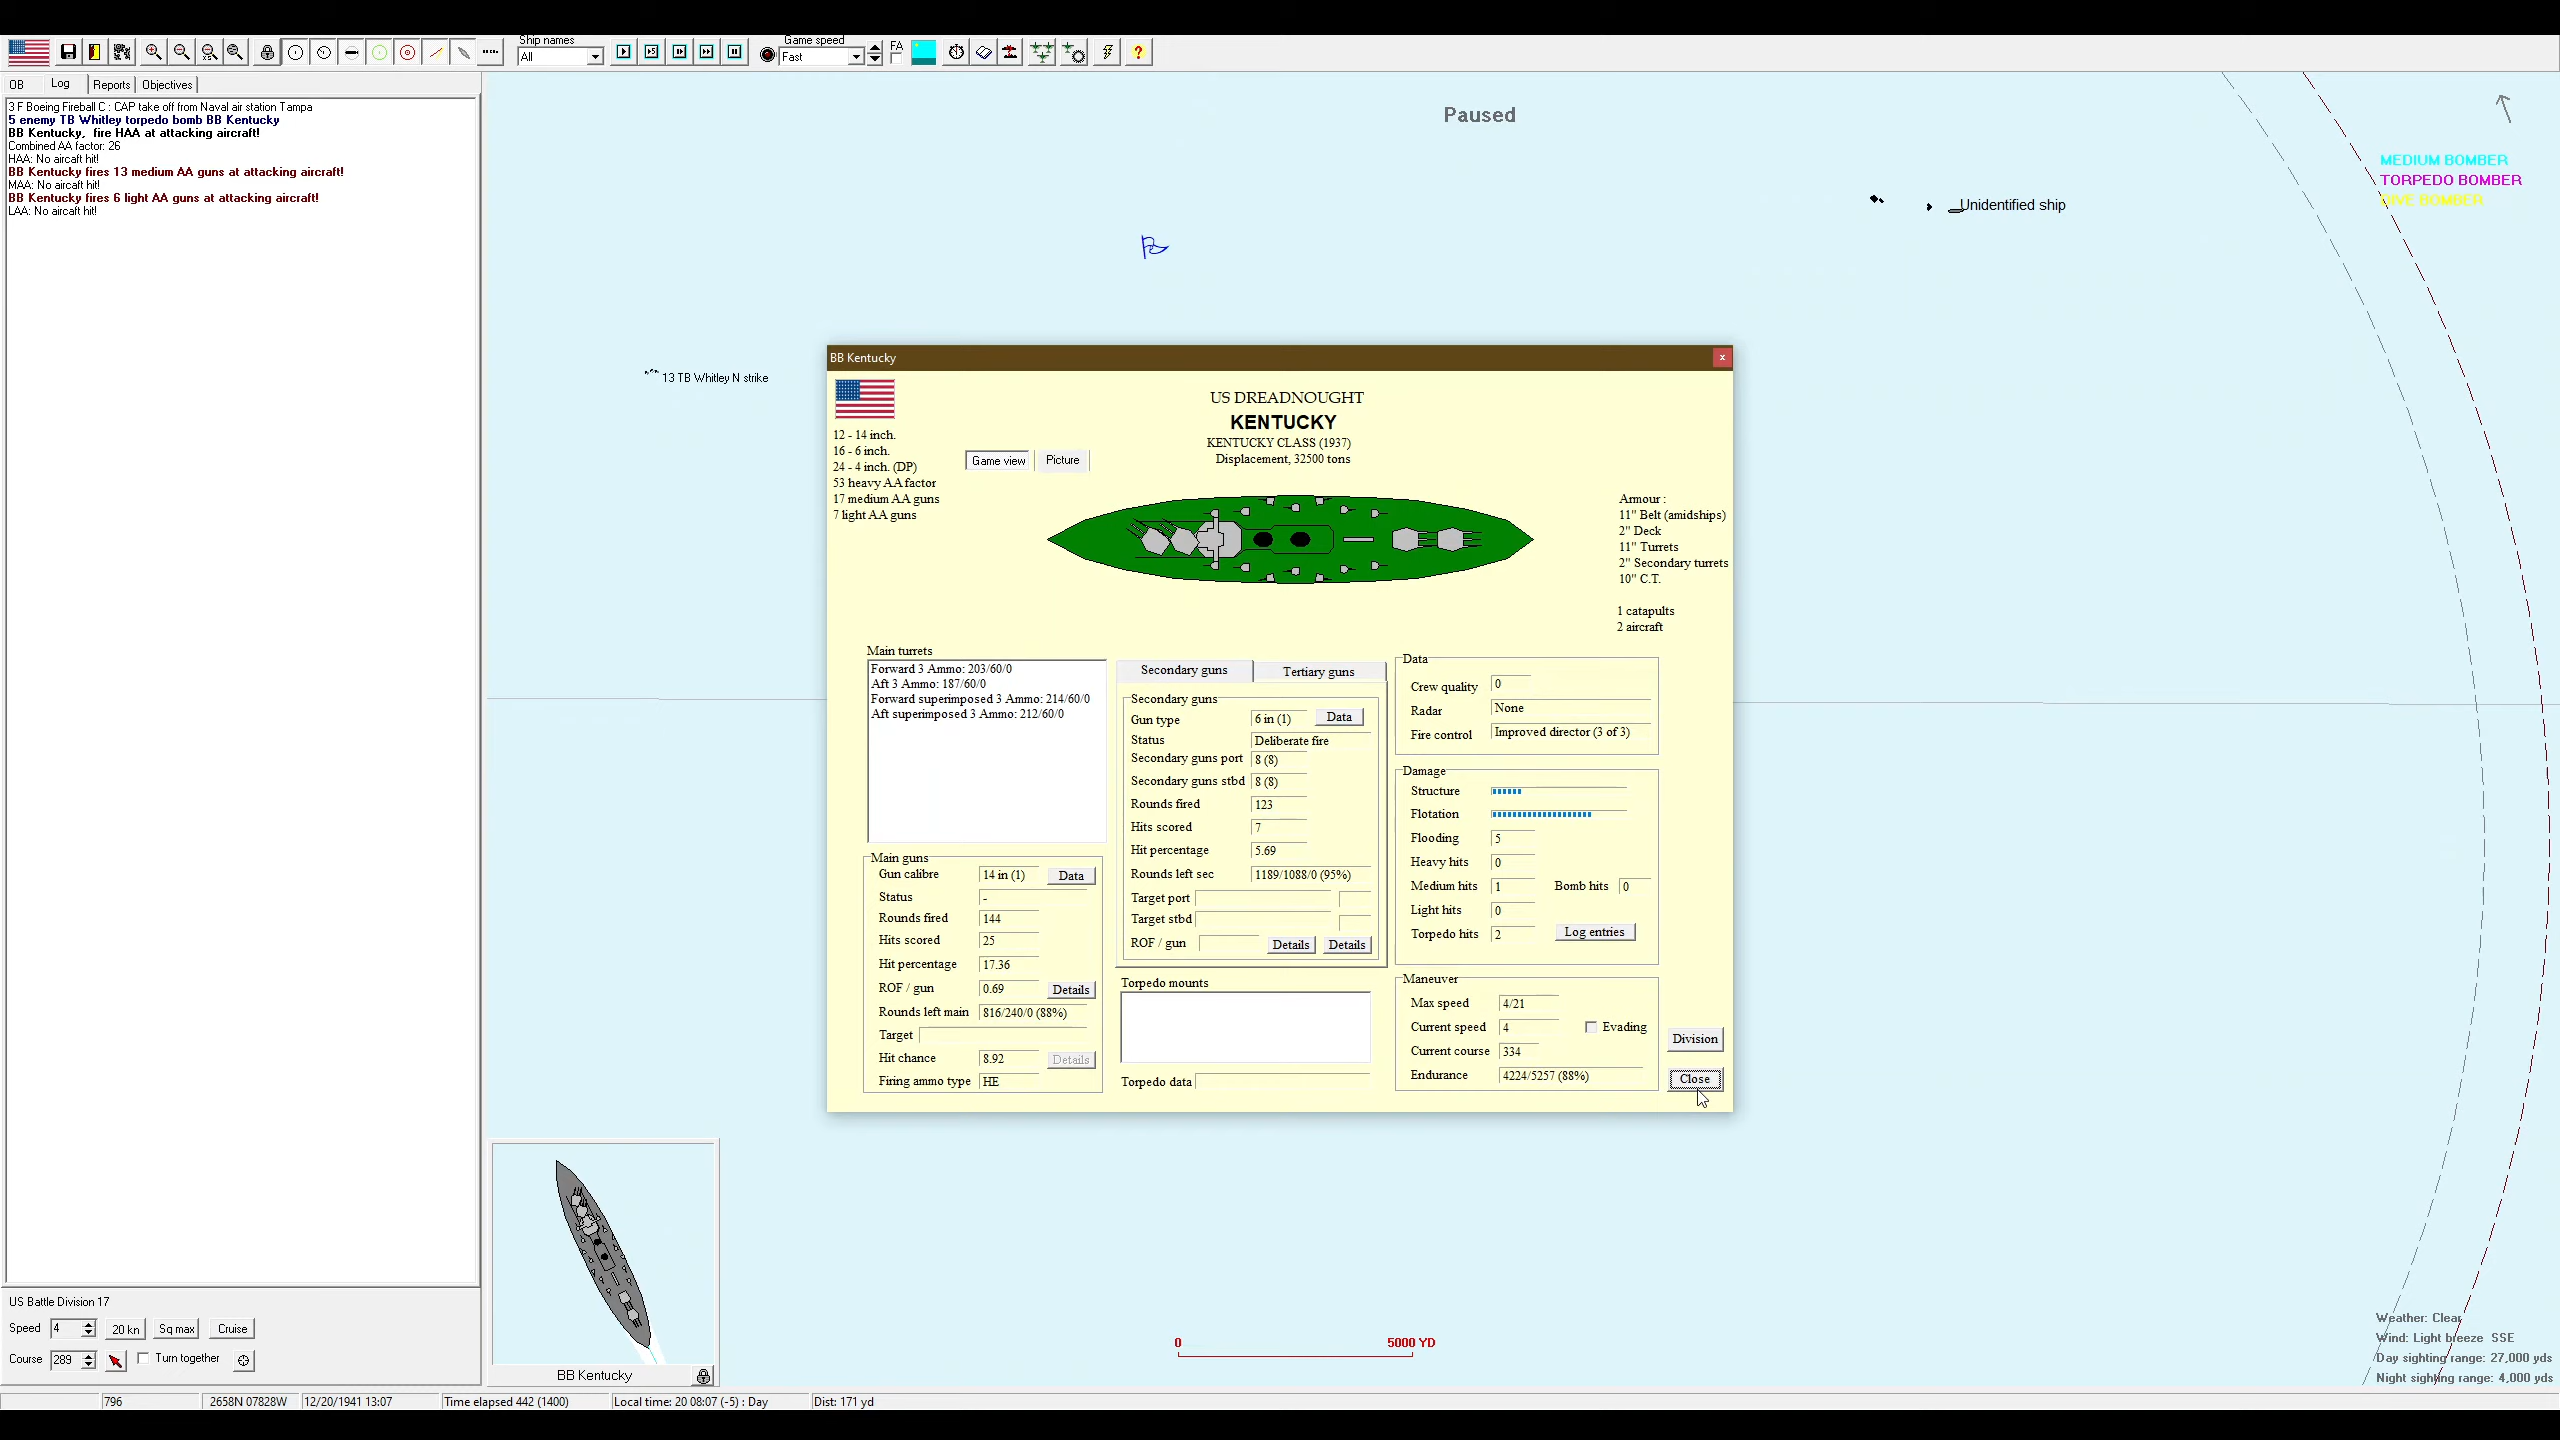 Ship names
All
Game speed
Fast
FA
OB
Log
Reports
Objectives
3 F Boeing Fireball C : CAP take off from Naval air station Tampa
5 enemy TB Whitley torpedo bomb BB Kentucky
BB Kentucky,  fire HAA at attacking aircraft!
Combined AA factor: 26
HAA: No aircaft hit!
BB Kentucky fires 13 medium AA guns at attacking aircraft!
MAA: No aircaft hit!
BB Kentucky fires 6 light AA guns at attacking aircraft!
LAA: No aircaft hit!
Paused
MEDIUM BOMBER
TORPEDO BOMBER
DIVE BOMBER
Unidentified ship
13 TB Whitley N strike
BB Kentucky
US DREADNOUGHT
KENTUCKY
KENTUCKY CLASS (1937)
Displacement, 32500 tons
12 - 14 inch.
16 - 6 inch.
24 - 4 inch. (DP)
53 heavy AA factor
17 medium AA guns
7 light AA guns
Game view
Picture
Armour :
11" Belt (amidships)
2" Deck
11" Turrets
2" Secondary turrets
10" C.T.
1 catapults
2 aircraft
Main turrets
Forward 3 Ammo: 203/60/0
Aft 3 Ammo: 187/60/0
Forward superimposed 3 Ammo: 214/60/0
Aft superimposed 3 Ammo: 212/60/0
Main guns
Gun calibre 14 in (1) Data
Status -
Rounds fired 144
Hits scored 25
Hit percentage 17.36
ROF / gun 0.69 Details
Rounds left main 816/240/0 (88%)
Target
Hit chance 8.92 Details
Firing ammo type HE
Secondary guns
Tertiary guns
Secondary guns
Gun type 6 in (1) Data
Status Deliberate fire
Secondary guns port 8 (8)
Secondary guns stbd 8 (8)
Rounds fired 123
Hits scored 7
Hit percentage 5.69
Rounds left sec 1189/1088/0 (95%)
Target port
Target stbd
ROF / gun Details Details
Torpedo mounts
Torpedo data
Data
Crew quality 0
Radar None
Fire control Improved director (3 of 3)
Damage
Structure
Flotation
Flooding 5
Heavy hits 0
Medium hits 1 Bomb hits 0
Light hits 0
Torpedo hits 2 Log entries
Maneuver
Max speed 4/21
Current speed 4 Evading
Current course 334
Endurance 4224/5257 (88%)
Division
Close
US Battle Division 17
Speed 4 20 kn Sq max Cruise
Course 289 Turn together
BB Kentucky
0 5000 YD
Weather: Clear
Wind: Light breeze  SSE
Day sighting range: 27,000 yds
Night sighting range: 4,000 yds
796 2658N 07828W 12/20/1941 13:07 Time elapsed 442 (1400) Local time: 20 08:07 (-5) : Day Dist: 171 yd